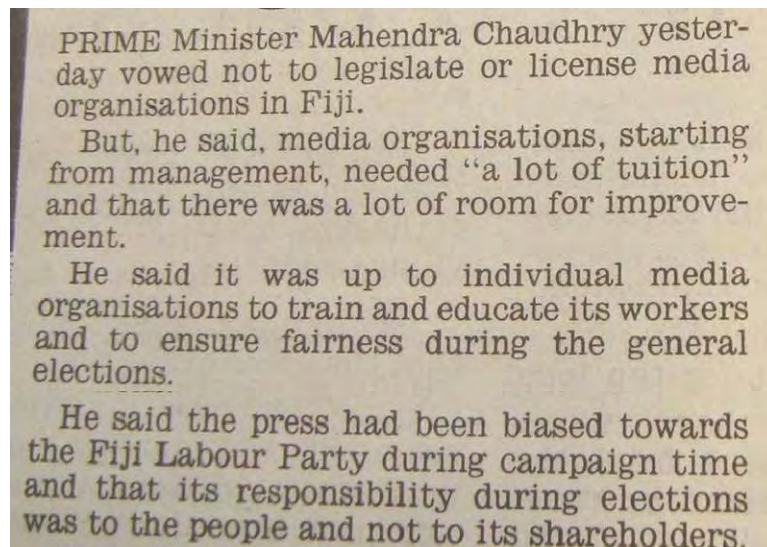 PRIME Minister Mahendra Chaudhry yester-
day vowed not to legislate or license media
organisations in Fiji.
But, he said, media organisations, starting
from management, needed “a lot of tuition”
and that there was a lot of room for improve-
ment.
He said it was up to individual media
organisations to train and educate its workers
and to ensure fairness during the general
elections.
He said the press had been biased towards
the Fiji Labour Party during campaign time
and that its responsibility during elections
was to the people and not to its shareholders.